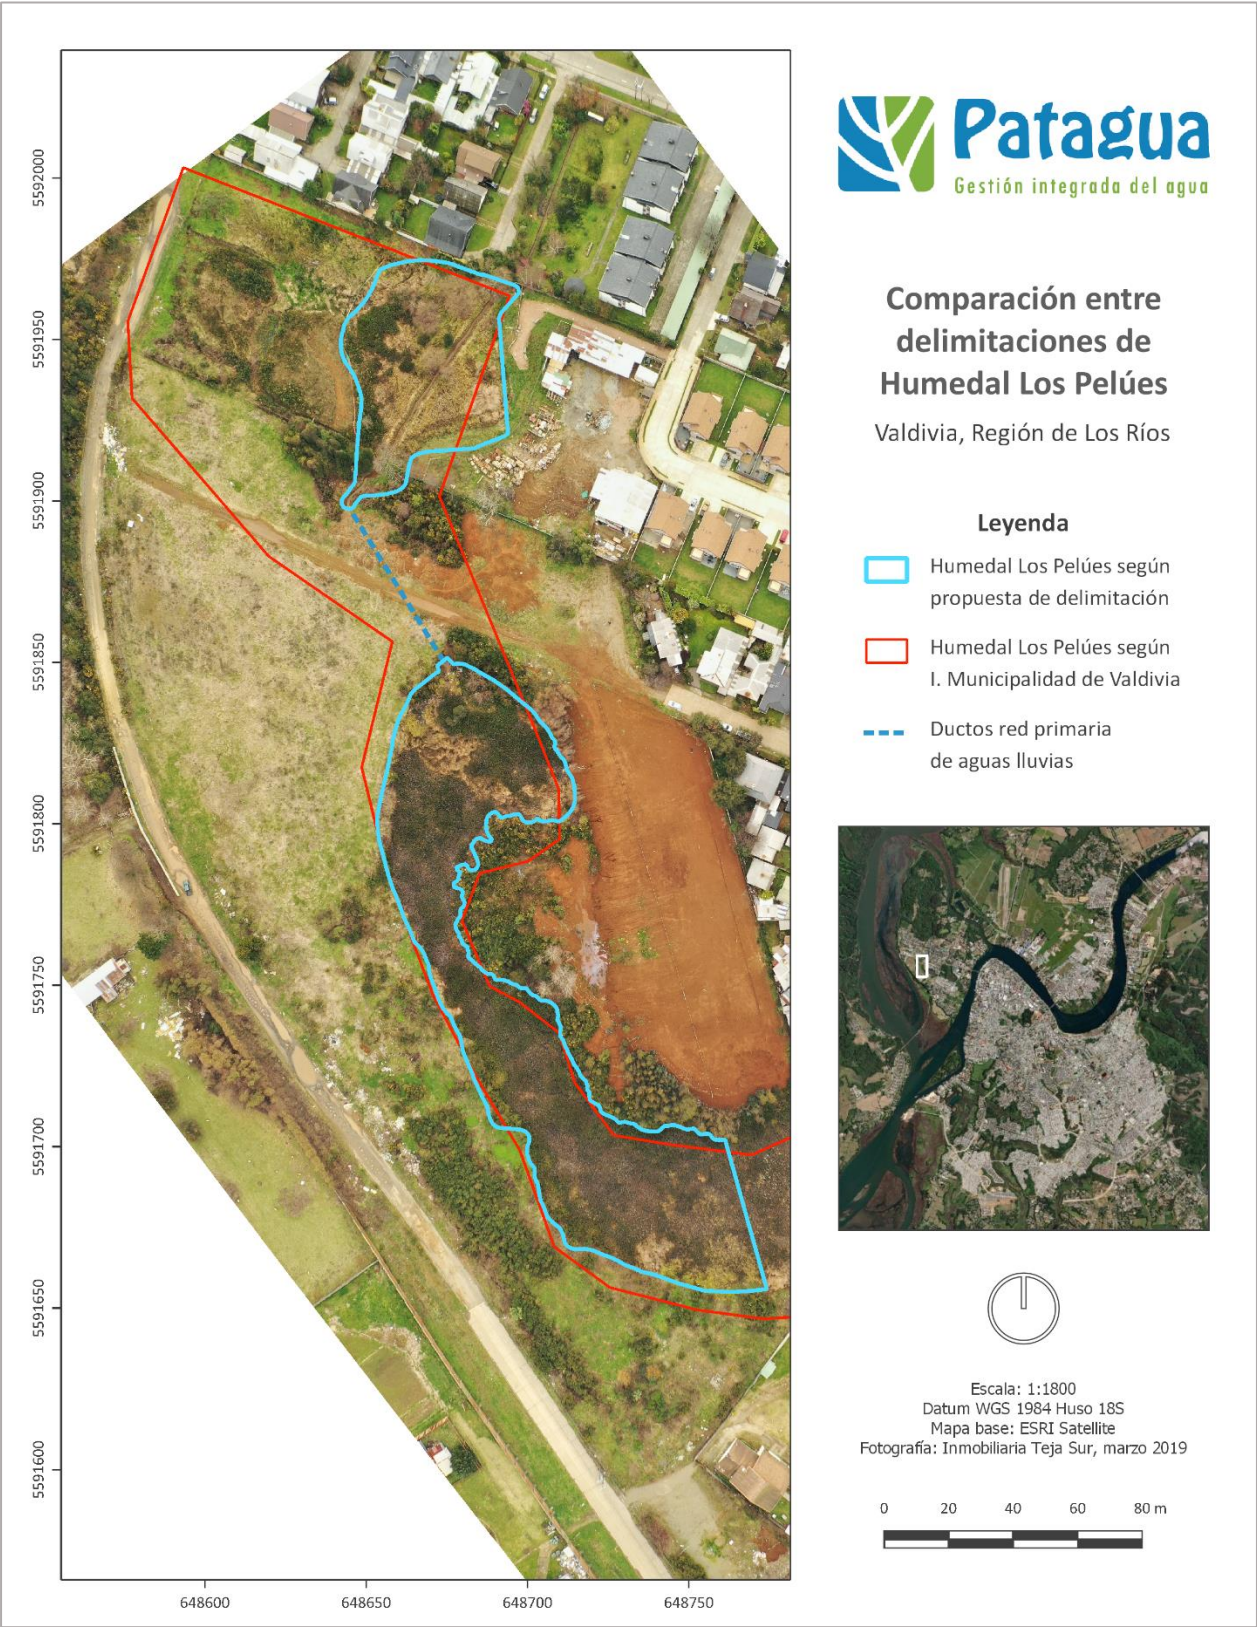 Patagua
Gestión integrada del agua
Comparación entre
delimitaciones de
Humedal Los Pelúes
Valdivia, Región de Los Ríos
Leyenda
Humedal Los Pelúes según
propuesta de delimitación
Humedal Los Pelúes según
I. Municipalidad de Valdivia
Ductos red primaria
de aguas lluvias
Escala: 1:1800
Datum WGS 1984 Huso 18S
Mapa base: ESRI Satellite
Fotografía: Inmobiliaria Teja Sur, marzo 2019
0 20 40 60 80 m
5592000
5591950
5591900
5591850
5591800
5591750
5591700
5591650
5591600
648600 648650 648700 648750